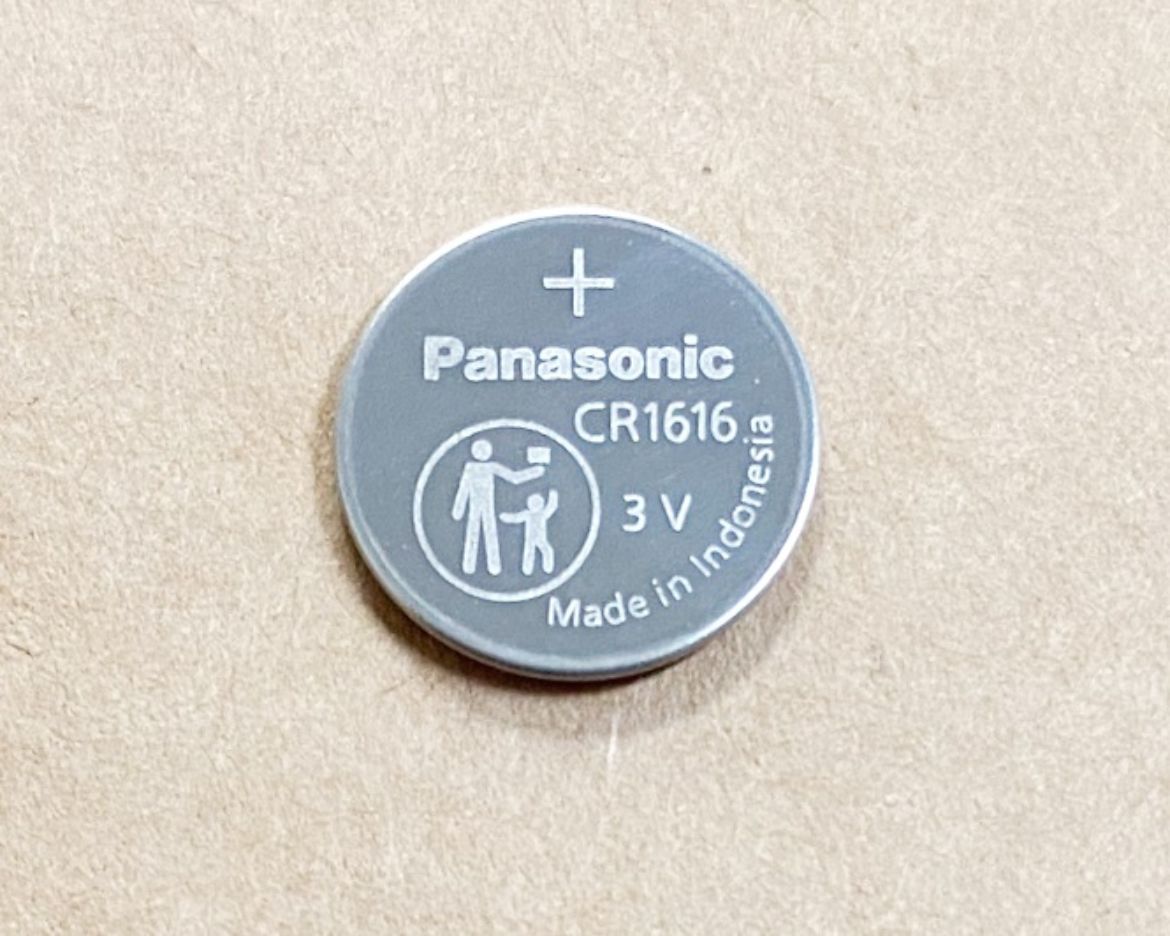 +
Panasonic
CR1616
3 V
Made in Indonesia